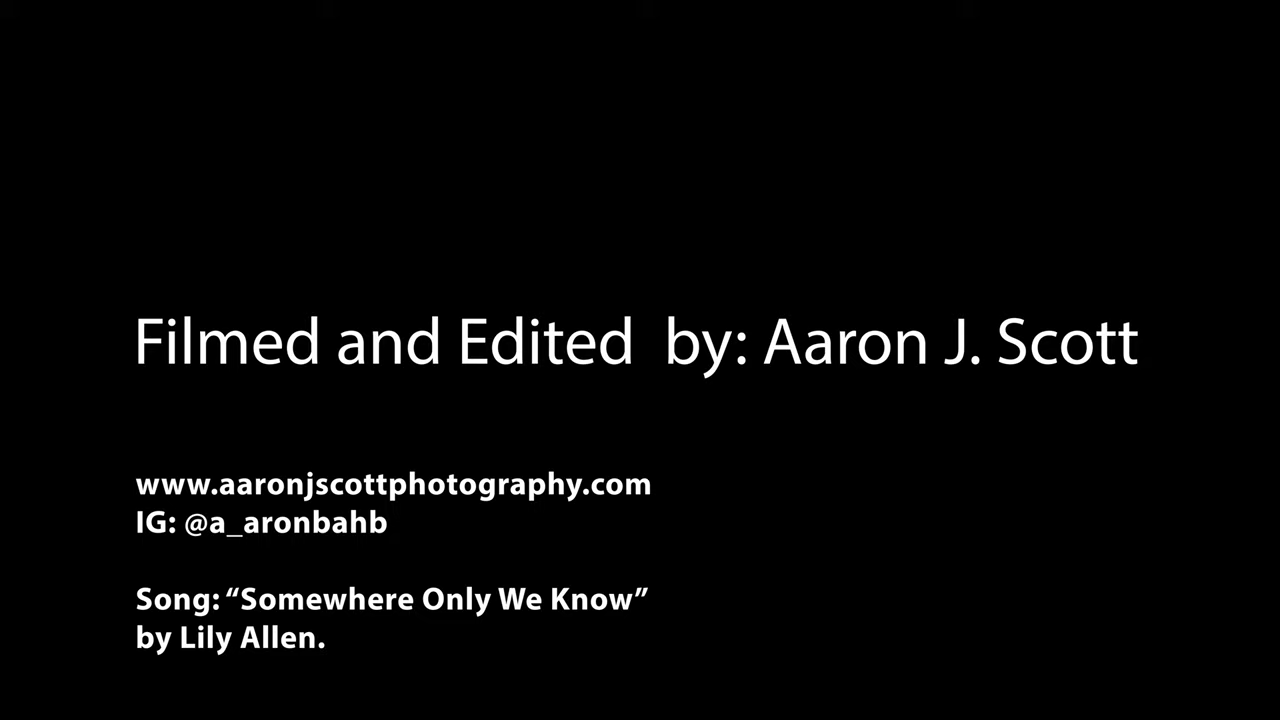 Filmed and Edited  by: Aaron J. Scott
www.aaronjscottphotography.com
IG: @a_aronbahb
Song: “Somewhere Only We Know”
by Lily Allen.